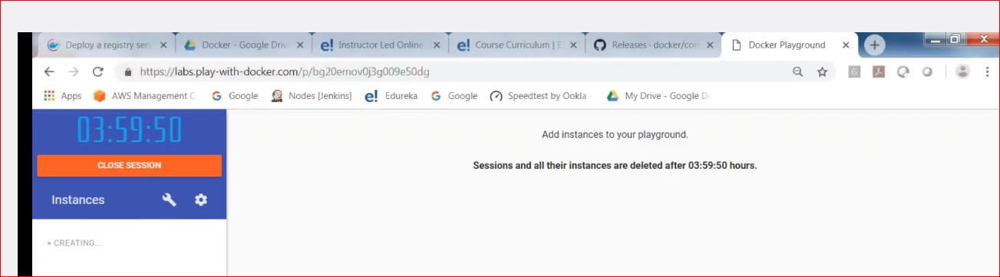 Deploy a registry serv
Docker - Google Driv
Instructor Led Online
Course Curriculum | E
Releases · docker/com
Docker Playground
https://labs.play-with-docker.com/p/bg20emov0j3g009e50dg
Apps
AWS Management C
Google
Nodes [Jenkins]
e! Edureka
Google
Speedtest by Ookla -
My Drive - Google D
03:59:50
CLOSE SESSION
Instances
+ CREATING...
Add instances to your playground.
Sessions and all their instances are deleted after 03:59:50 hours.